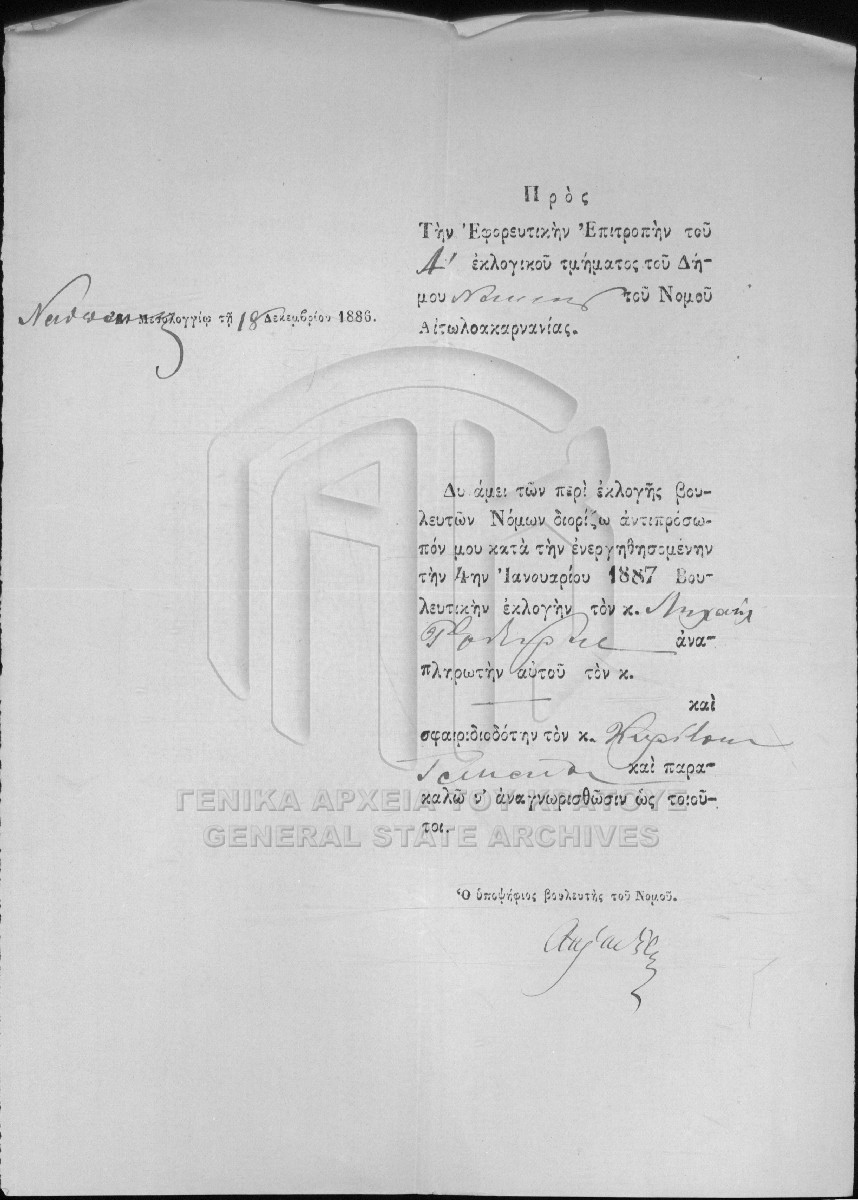 Πρὸς
Τὴν Ἐφορευτικὴν Ἐπιτροπὴν τοῦ
Α′ ἐκλογικοῦ τμήματος τοῦ Δή-
μου τοῦ Νομοῦ
Αἰτωλοακαρνανίας.
Μεσολογγίῳ τῇ 18 Δεκεμβρίου 1886.
Δυ άμει τῶν περὶ ἐκλογῆς βου-
λευτῶν Νόμων διορίζω ἀντιπρόσω-
πόν μου κατὰ τὴν ἐνεργηθησομένην
τὴν 4ην Ἰανουαρίου 1887 Βου-
λευτικὴν ἐκλογὴν τὸν κ. Μιχαήλ
ἀνα-
πληρωτὴν αὐτοῦ τὸν κ.
καὶ
σφαιριδιοδότην τὸν κ.
καὶ παρα-
καλῶ ν' ἀναγνωρισθῶσιν ὡς τοιοῦ-
τοι.
ΓΕΝΙΚΑ ΑΡΧΕΙΑ ΤΟΥ ΚΡΑΤΟΥΣ
GENERAL STATE ARCHIVES
Ὁ ὑποψήφιος βουλευτὴς τοῦ Νομοῦ.